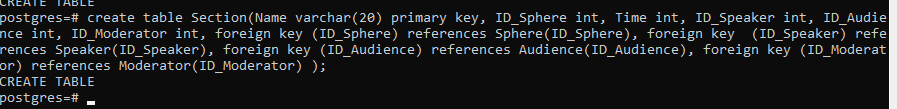 CREATE TABLE
postgres=# create table Section(Name varchar(20) primary key, ID_Sphere int, Time int, ID_Speaker int, ID_Audie
nce int, ID_Moderator int, foreign key (ID_Sphere) references Sphere(ID_Sphere), foreign key  (ID_Speaker) refe
rences Speaker(ID_Speaker), foreign key (ID_Audience) references Audience(ID_Audience), foreign key (ID_Moderat
or) references Moderator(ID_Moderator) );
CREATE TABLE
postgres=#